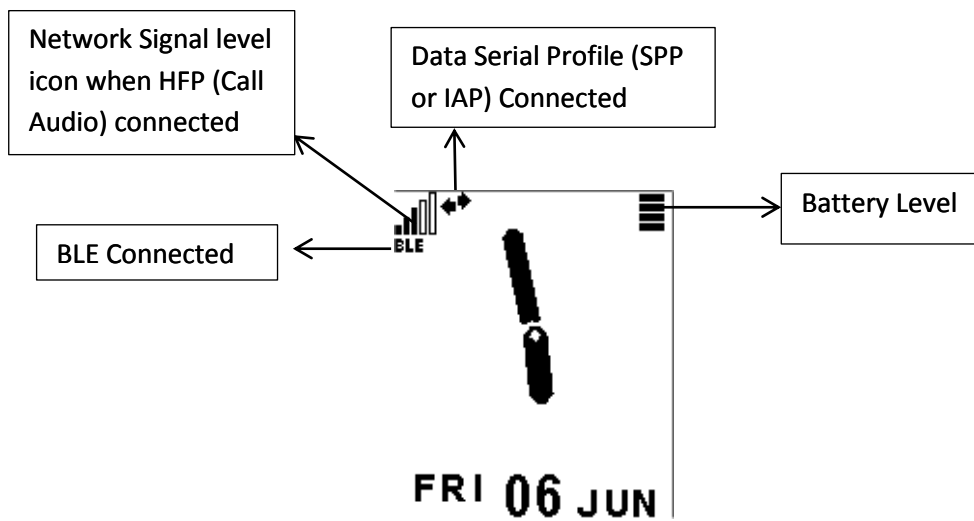 Network Signal level
icon when HFP (Call
Audio) connected
Data Serial Profile (SPP
or IAP) Connected
Battery Level
BLE Connected
BLE
FRI 06 JUN